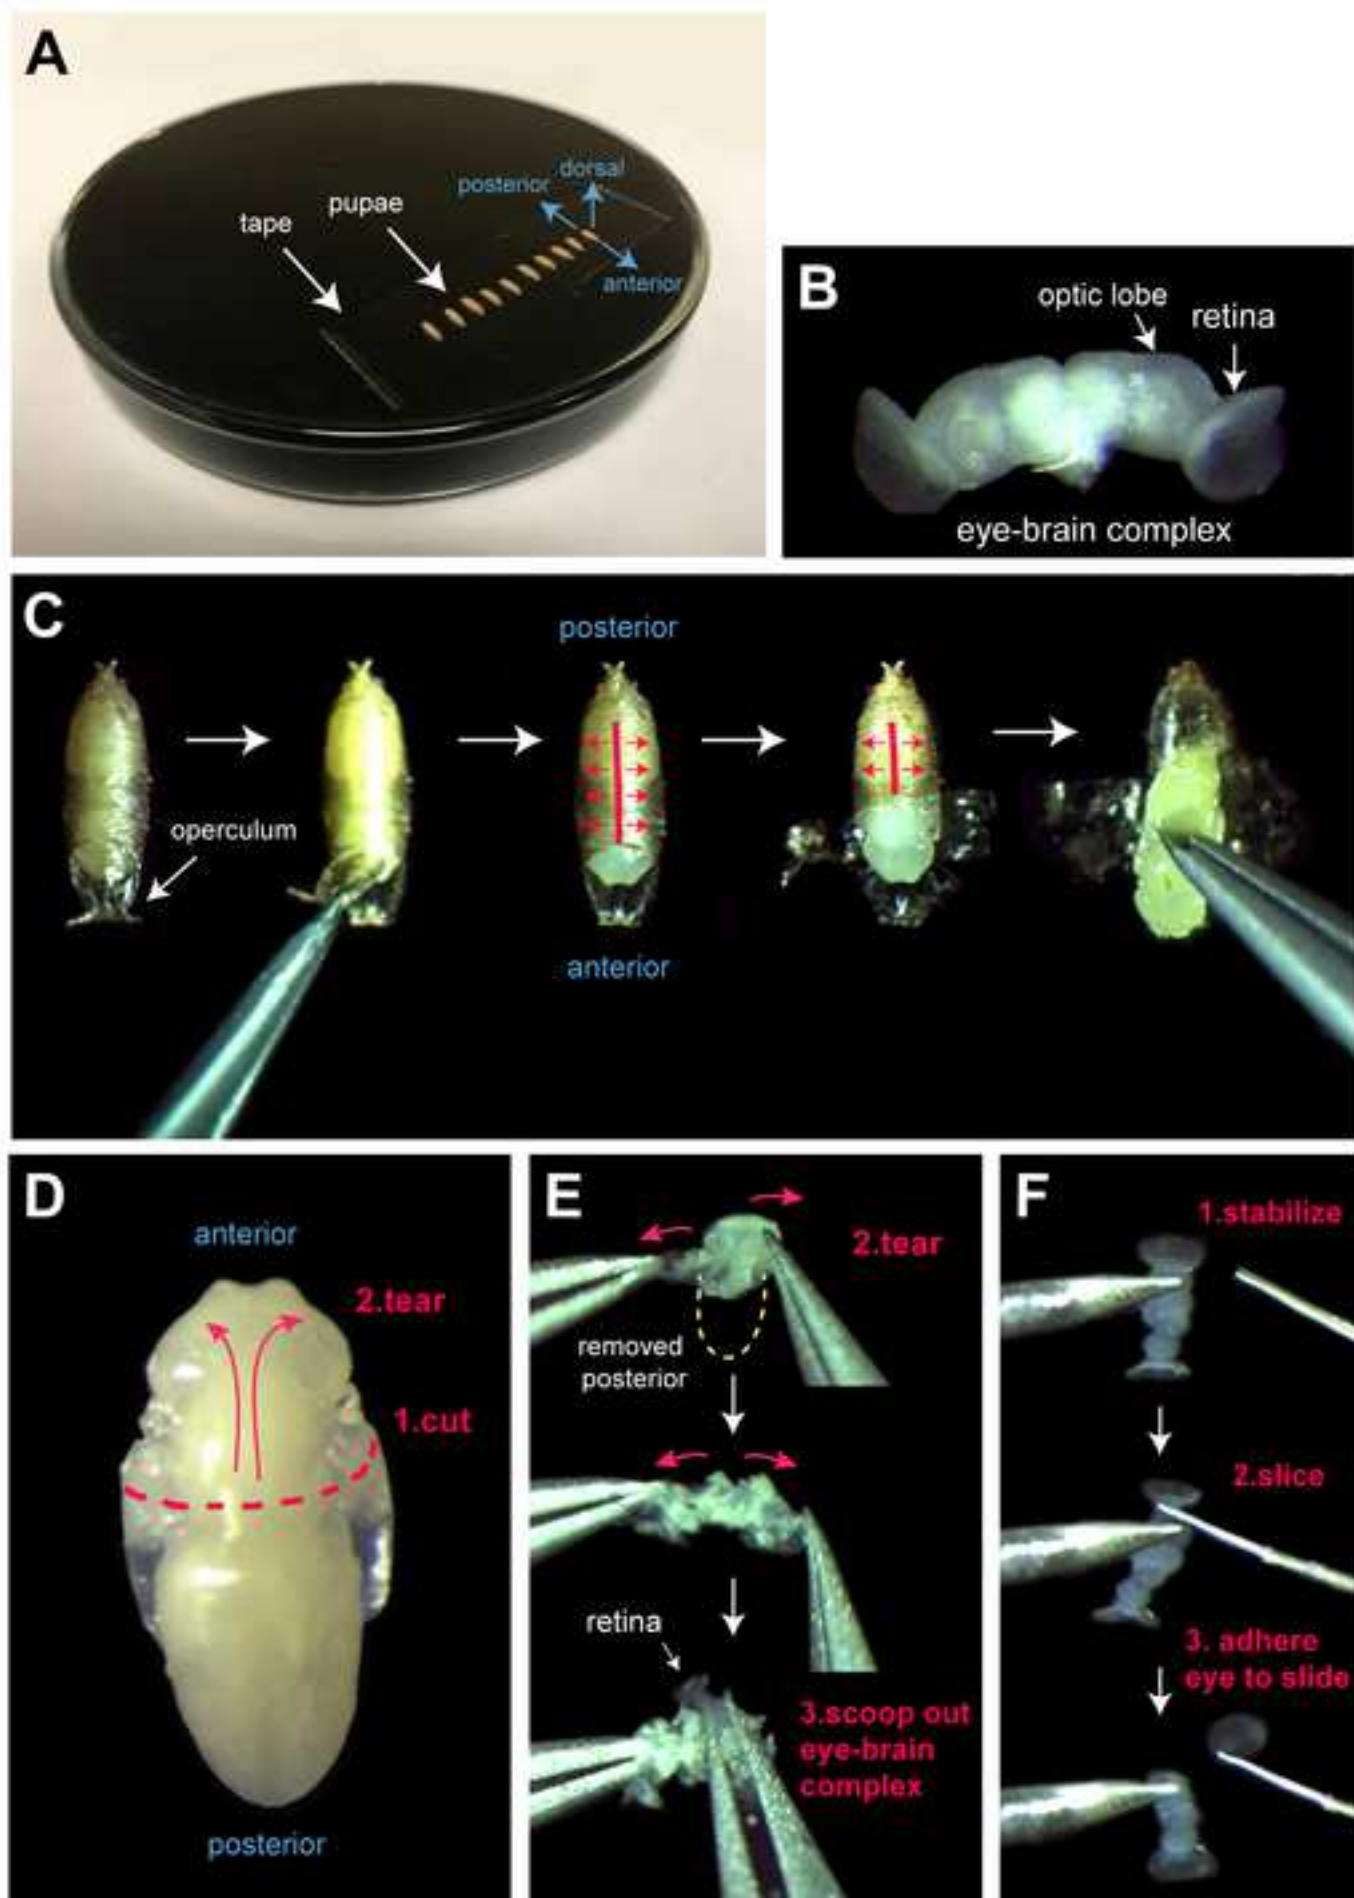 A
tape
pupae
posterior
dorsal
anterior
B
optic lobe
retina
eye-brain complex
C
operculum
posterior
anterior
D
anterior
2.tear
1.cut
posterior
E
2.tear
removed
posterior
retina
3.scoop out
eye-brain
complex
F
1.stabilize
2.slice
3. adhere
eye to slide